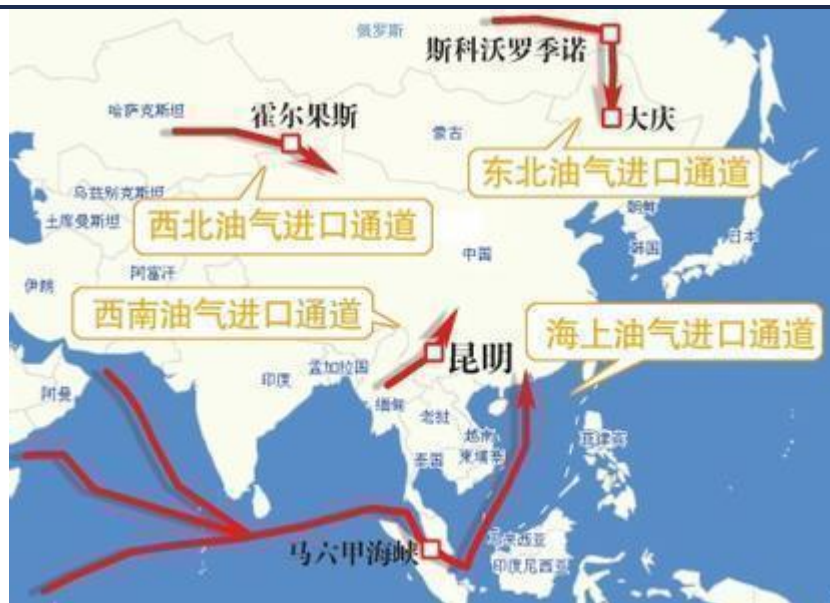 俄罗斯
斯科沃罗季诺
哈萨克斯坦
霍尔果斯
蒙古
大庆
东北油气进口通道
乌兹别克斯坦
西北油气进口通道
土库曼斯坦
朝鲜
韩国
日本
中国
伊朗
阿富汗
西南油气进口通道
海上油气进口通道
昆明
孟加拉国
印度
阿曼
缅甸
老挝
越南
菲律宾
泰国
柬埔寨
马六甲海峡
马来西亚
印度尼西亚